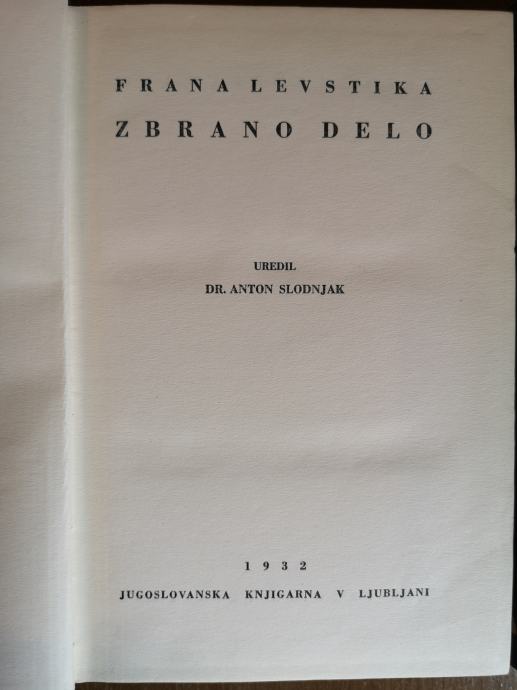 FRANA LEVSTIKA
ZBRANO DELO
UREDIL
DR. ANTON SLODNJAK
1932
JUGOSLOVANSKA KNJIGARNA V LJUBLJANI